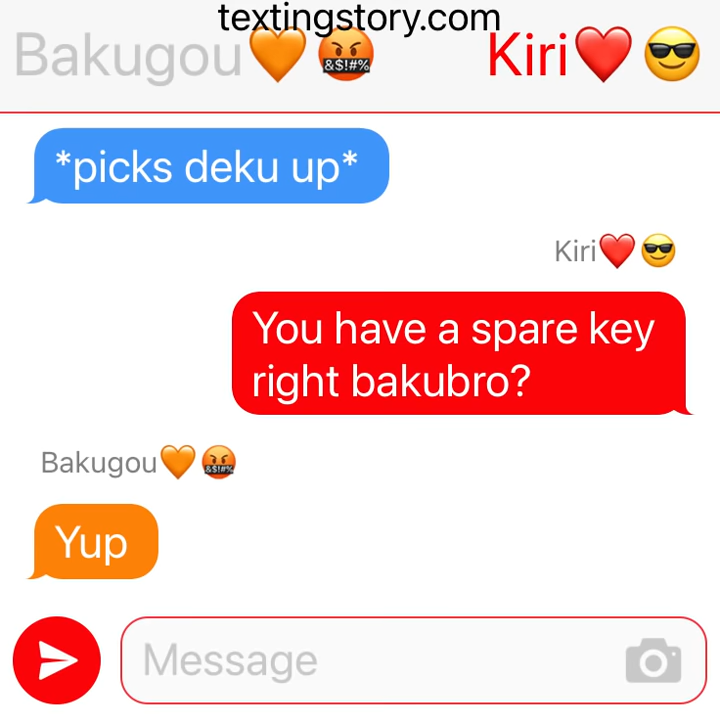 textingstory.com
Bakugou🧡🤬 Kiri❤️😎
*picks deku up*
Kiri❤️😎
You have a spare key
right bakubro?
Bakugou🧡🤬
Yup
Message